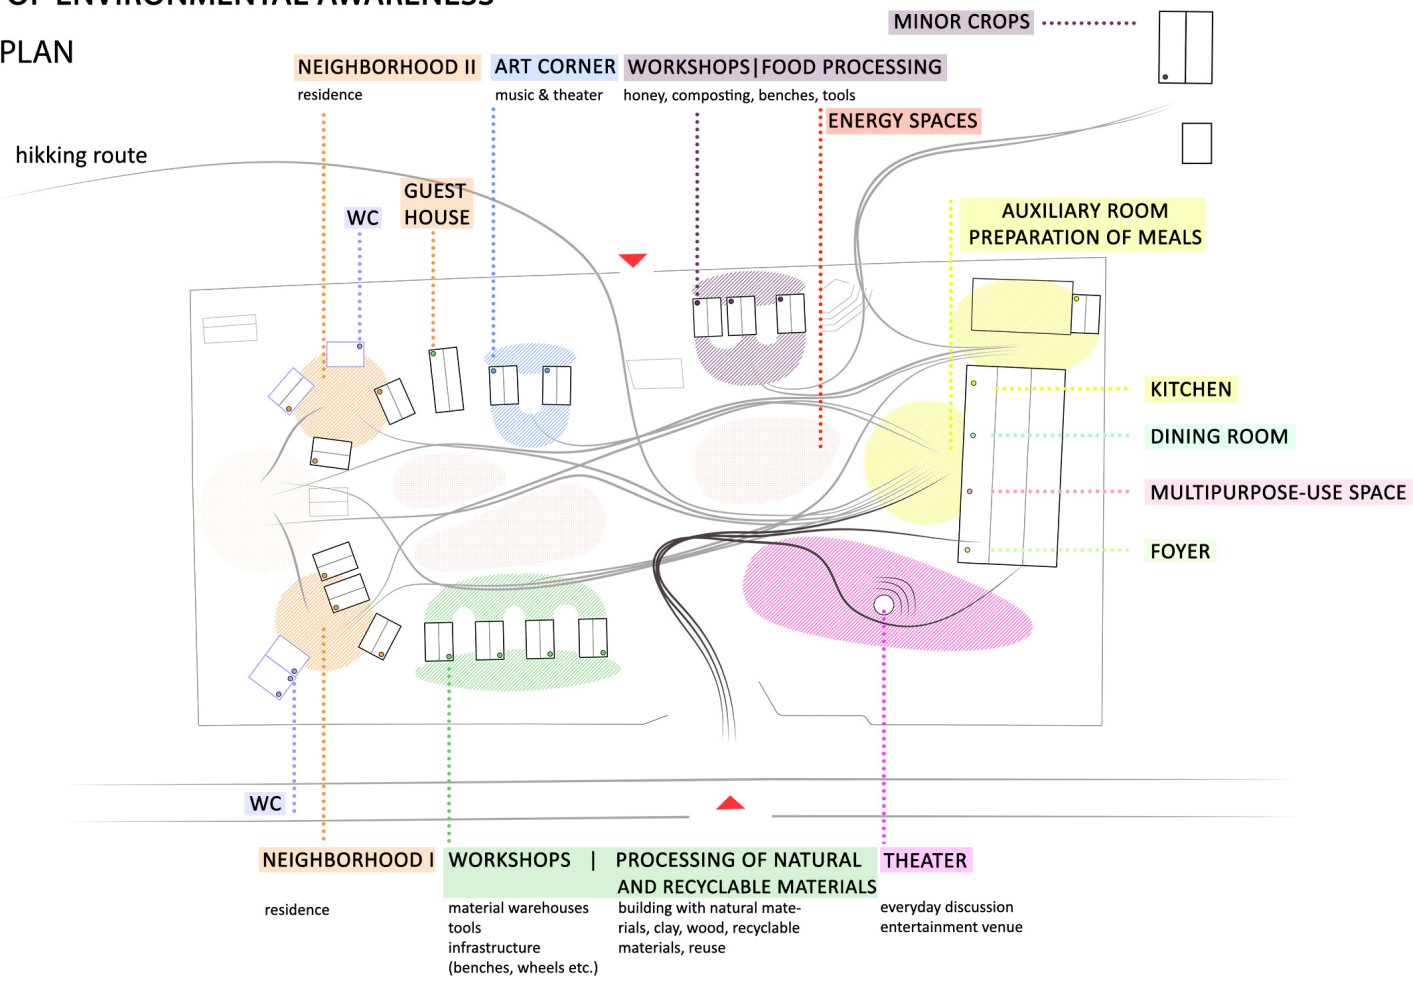 OF ENVIRONMENTAL AWARENESS
PLAN
MINOR CROPS
NEIGHBORHOOD II
residence
ART CORNER
music & theater
WORKSHOPS|FOOD PROCESSING
honey, composting, benches, tools
ENERGY SPACES
hikking route
GUEST
HOUSE
WC
AUXILIARY ROOM
PREPARATION OF MEALS
KITCHEN
DINING ROOM
MULTIPURPOSE-USE SPACE
FOYER
WC
NEIGHBORHOOD I
residence
WORKSHOPS | PROCESSING OF NATURAL
AND RECYCLABLE MATERIALS
material warehouses
tools
infrastructure
(benches, wheels etc.)
building with natural mate-
rials, clay, wood, recyclable
materials, reuse
THEATER
everyday discussion
entertainment venue